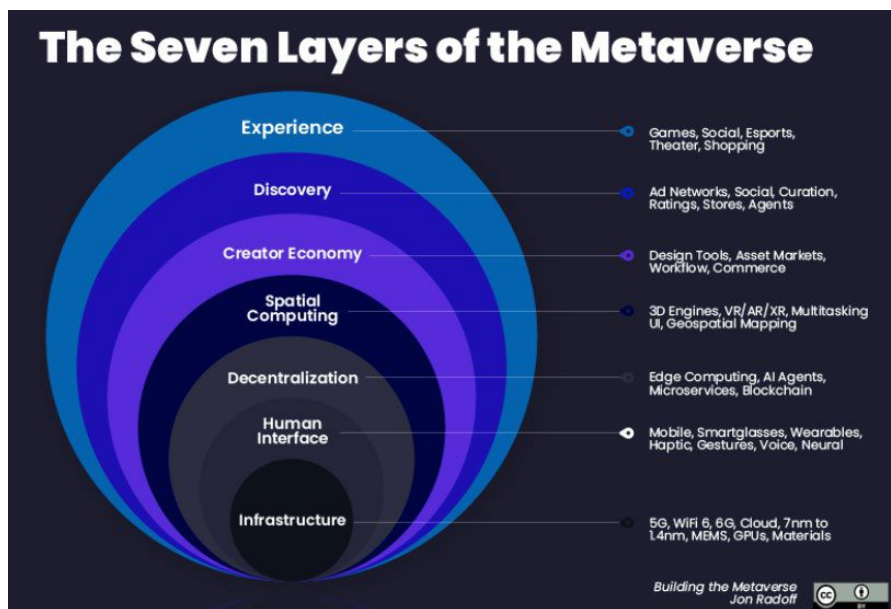 The Seven Layers of the Metaverse
Experience
Games, Social, Esports,
Theater, Shopping
Discovery
Ad Networks, Social, Curation,
Ratings, Stores, Agents
Creator Economy
Design Tools, Asset Markets,
Workflow, Commerce
Spatial
Computing
3D Engines, VR/AR/XR, Multitasking
UI, Geospatial Mapping
Decentralization
Edge Computing, AI Agents,
Microservices, Blockchain
Human
Interface
Mobile, Smartglasses, Wearables,
Haptic, Gestures, Voice, Neural
Infrastructure
5G, WiFi 6, 6G, Cloud, 7nm to
1.4nm, MEMS, GPUs, Materials
Building the Metaverse
Jon Radoff
cc
BY